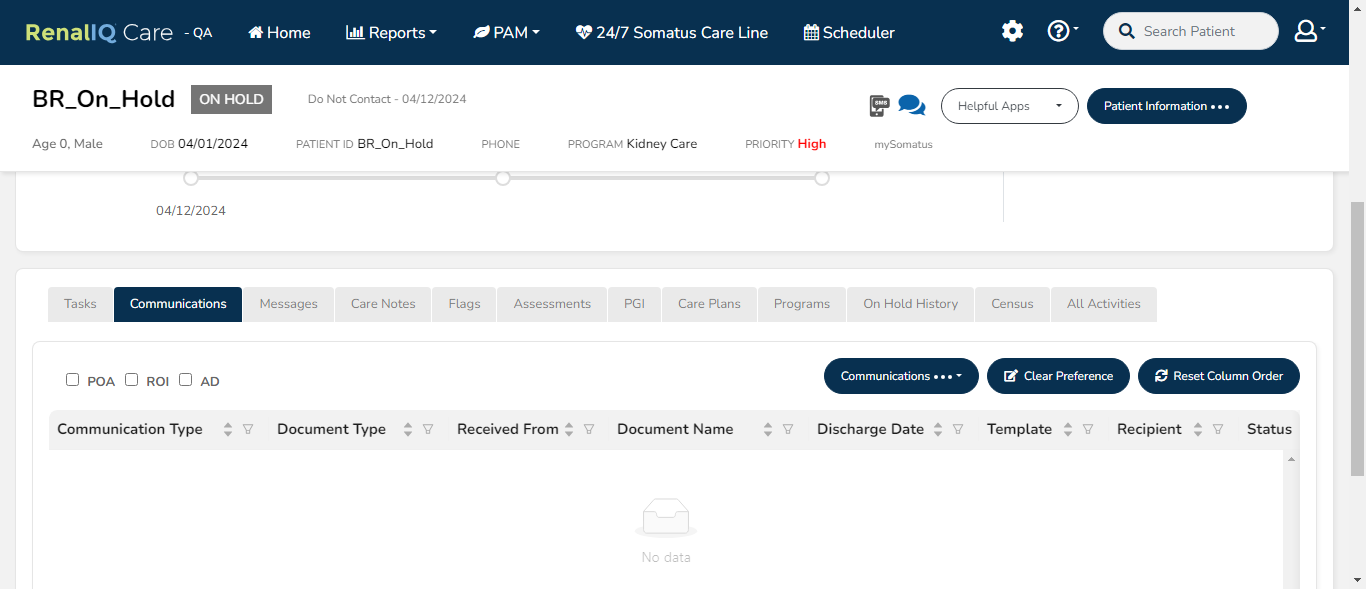 RenalIQ Care - QA Home Reports PAM 24/7 Somatus Care Line Scheduler Search Patient
BR_On_Hold ON HOLD Do Not Contact - 04/12/2024 SMS Helpful Apps Patient Information
Age 0, Male DOB 04/01/2024 PATIENT ID BR_On_Hold PHONE PROGRAM Kidney Care PRIORITY High mySomatus
04/12/2024
Tasks Communications Messages Care Notes Flags Assessments PGI Care Plans Programs On Hold History Census All Activities
POA ROI AD Communications Clear Preference Reset Column Order
Communication Type Document Type Received From Document Name Discharge Date Template Recipient Status
No data